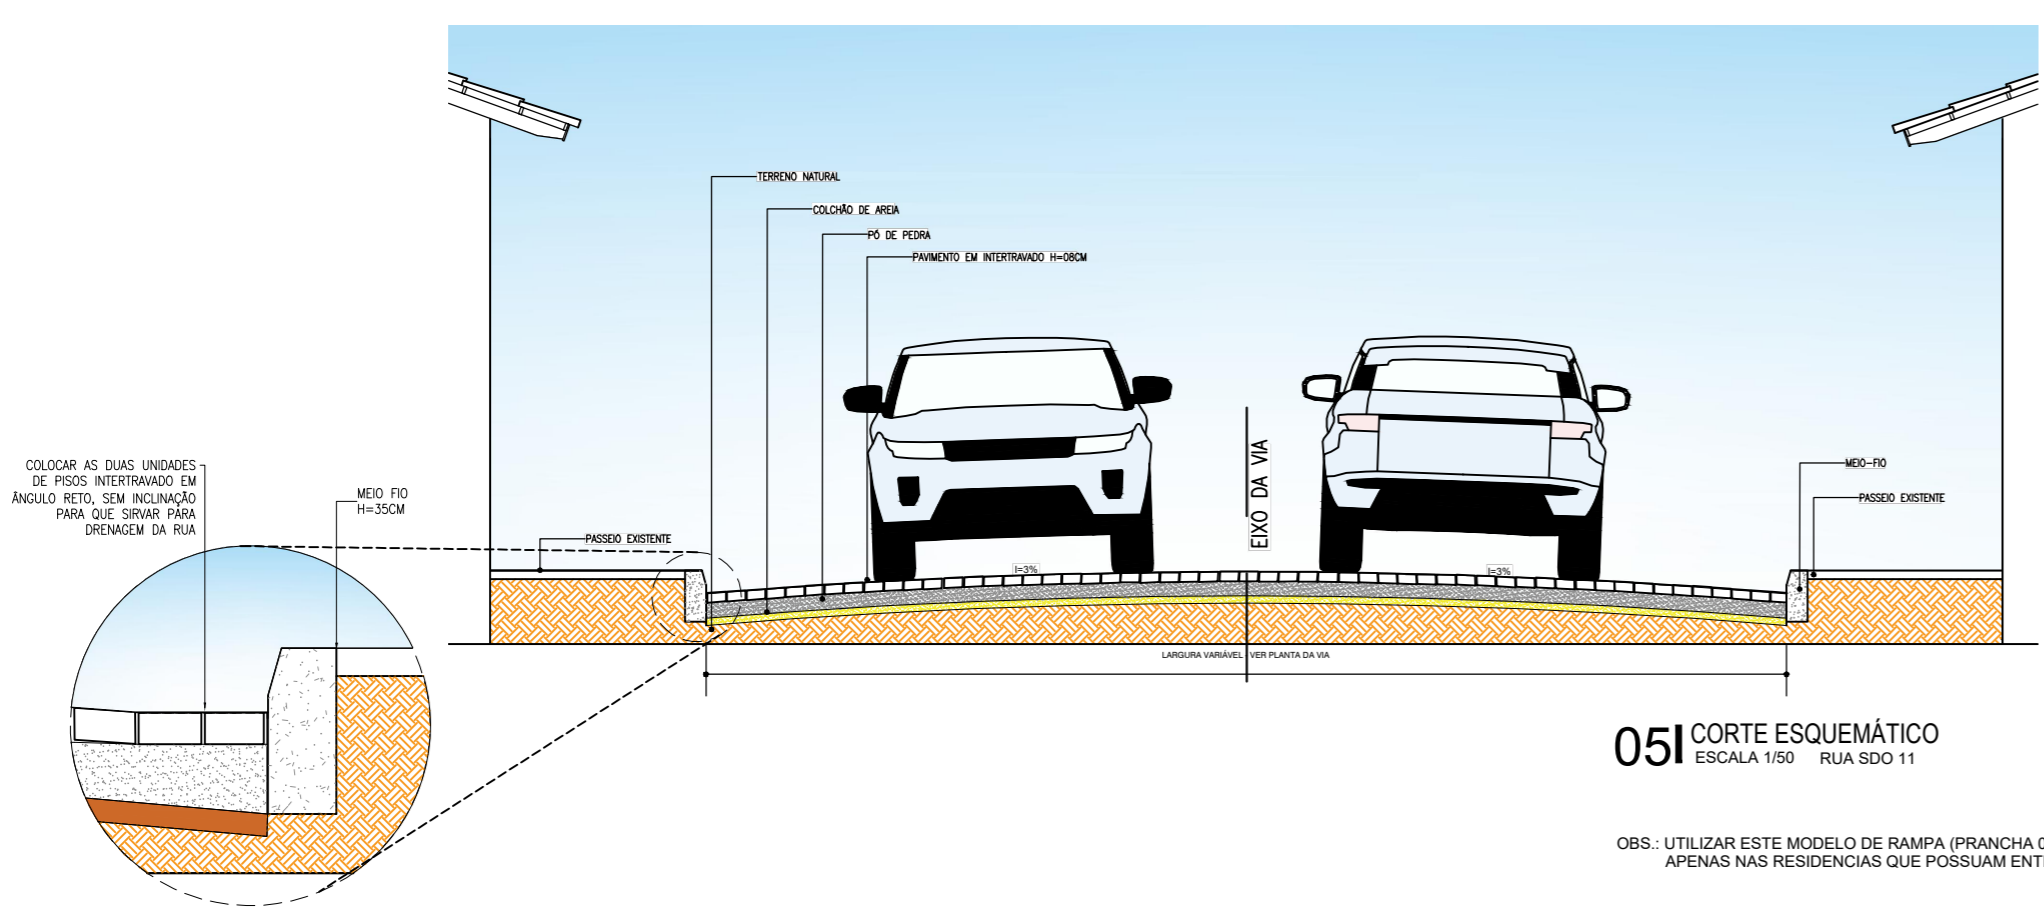 TERRENO NATURAL
COLCHÃO DE AREIA
PÓ DE PEDRA
PAVIMENTO EM INTERTRAVADO H=08CM
COLOCAR AS DUAS UNIDADES
DE PISOS INTERTRAVADO EM
ÂNGULO RETO, SEM INCLINAÇÃO
PARA QUE SIRVAR PARA
DRENAGEM DA RUA
MEIO FIO
H=35CM
PASSEIO EXISTENTE
EIXO DA VIA
MEIO-FIO
PASSEIO EXISTENTE
I=3%
I=3%
LARGURA VARIÁVEL - VER PLANTA DA VIA
05| CORTE ESQUEMÁTICO
ESCALA 1/50 RUA SDO 11
OBS.: UTILIZAR ESTE MODELO DE RAMPA (PRANCHA 0
APENAS NAS RESIDENCIAS QUE POSSUAM ENT